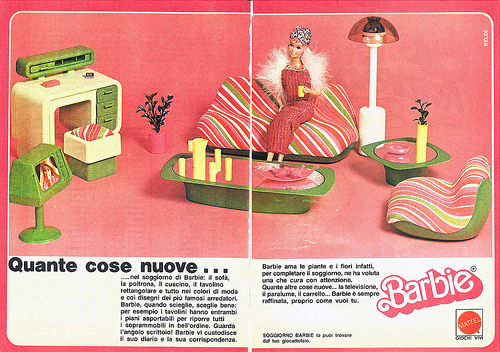 BELDÌ
Quante cose nuove...
....nel soggiorno di Barbie: il sofà,
la poltrona, il cuscino, il tavolino
rettangolare e tutto nei colori di moda
e coi disegni dei più famosi arredatori.
Barbie, quando sceglie, sceglie bene:
per esempio i tavolini hanno entrambi
i piani asportabili per riporre tutti
i soprammobili in bell'ordine. Guarda
l'angolo scrittoio! Barbie vi custodisce
il suo diario e la sua corrispondenza.
Barbie ama le piante e i fiori infatti,
per completare il soggiorno, ne ha voluta
una che cura con attenzione.
Quante altre cose nuove... la televisione,
il paralume, il carrello... Barbie è sempre
raffinata, proprio come vuoi tu.
SOGGIORNO BARBIE lo puoi trovare
dal tuo giocattolaio.
Barbie®
MATTEL
GIOCHI VIVI